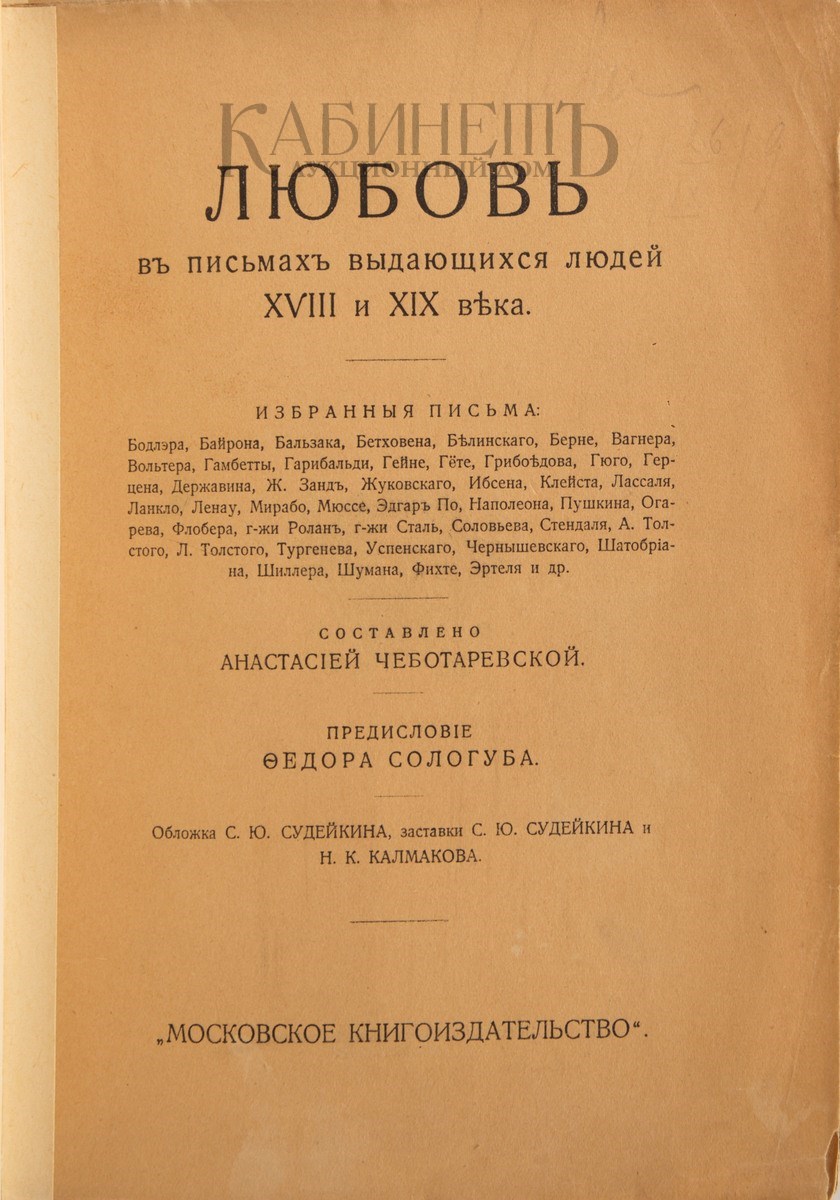 КАБИНЕТЪ
АУКЦИОННЫЙ ДОМ
ЛЮБОВЬ
въ письмахъ выдающихся людей
XVIII и XIX вѣка.
ИЗБРАННЫЯ ПИСЬМА:
Бодлэра, Байрона, Бальзака, Бетховена, Бѣлинскаго, Берне, Вагнера,
Вольтера, Гамбетты, Гарибальди, Гейне, Гёте, Грибоѣдова, Гюго, Гер-
цена, Державина, Ж. Зандъ, Жуковскаго, Ибсена, Клейста, Лассаля,
Ланкло, Ленау, Мирабо, Мюссе, Эдгаръ По, Наполеона, Пушкина, Ога-
рева, Флобера, г-жи Роланъ, г-жи Сталь, Соловьева, Стендаля, А. Тол-
стого, Л. Толстого, Тургенева, Успенскаго, Чернышевскаго, Шатобріа-
на, Шиллера, Шумана, Фихте, Эртеля и др.
СОСТАВЛЕНО
АНАСТАСІЕЙ ЧЕБОТАРЕВСКОЙ.
ПРЕДИСЛОВІЕ
ѲЕДОРА СОЛОГУБА.
Обложка С. Ю. СУДЕЙКИНА, заставки С. Ю. СУДЕЙКИНА и
Н. К. КАЛМАКОВА.
„МОСКОВСКОЕ КНИГОИЗДАТЕЛЬСТВО“.